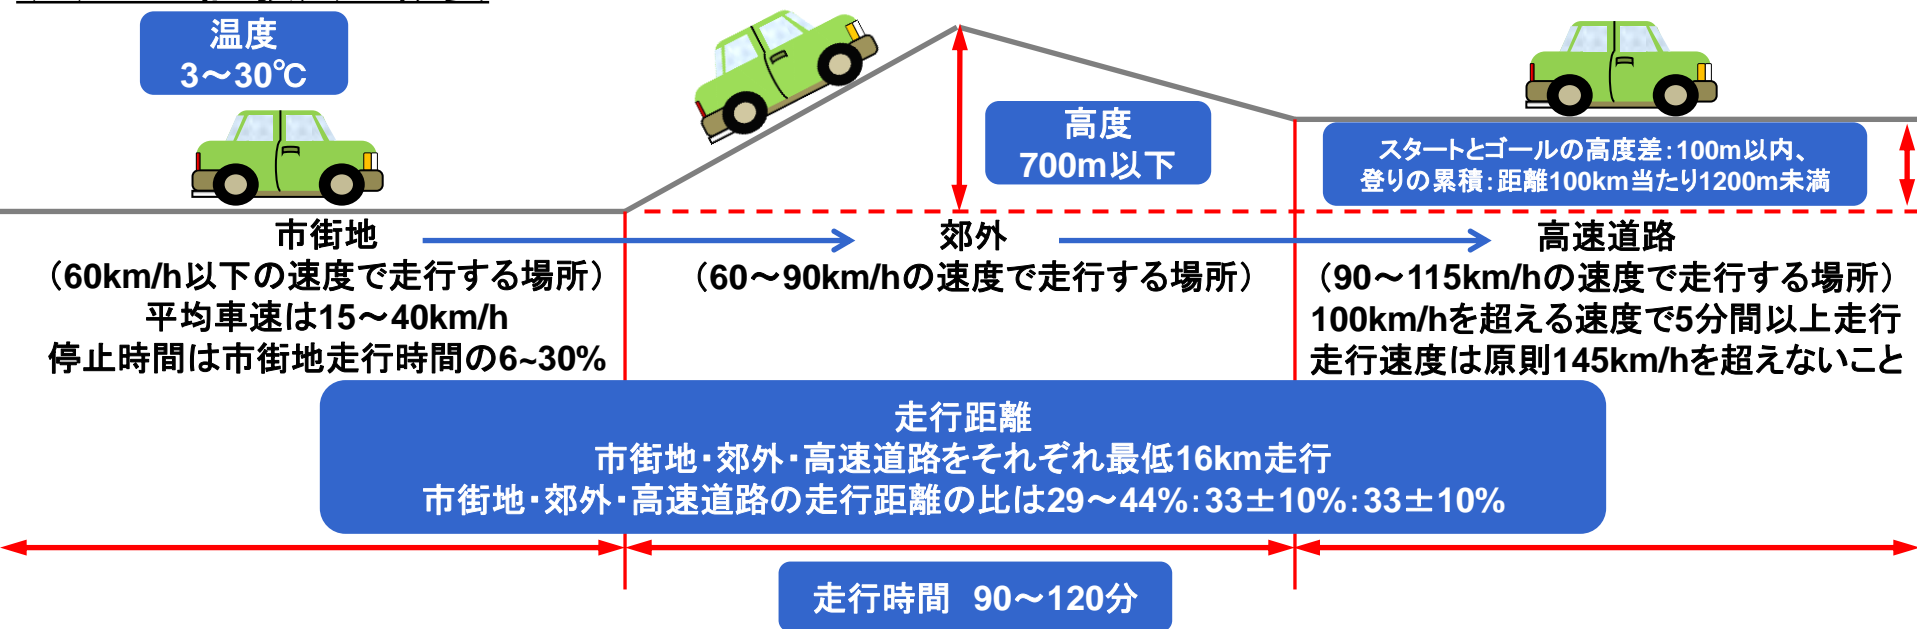 温度
3～30℃
高度
700m以下
スタートとゴールの高度差：100m以内、
登りの累積：距離100km当たり1200m未満
市街地
（60km/h以下の速度で走行する場所）
平均車速は15～40km/h
停止時間は市街地走行時間の6~30%
郊外
（60～90km/hの速度で走行する場所）
高速道路
（90～115km/hの速度で走行する場所）
100km/hを超える速度で5分間以上走行
走行速度は原則145km/hを超えないこと
走行距離
市街地・郊外・高速道路をそれぞれ最低16km走行
市街地・郊外・高速道路の走行距離の比は29～44%：33±10%：33±10%
走行時間　90～120分